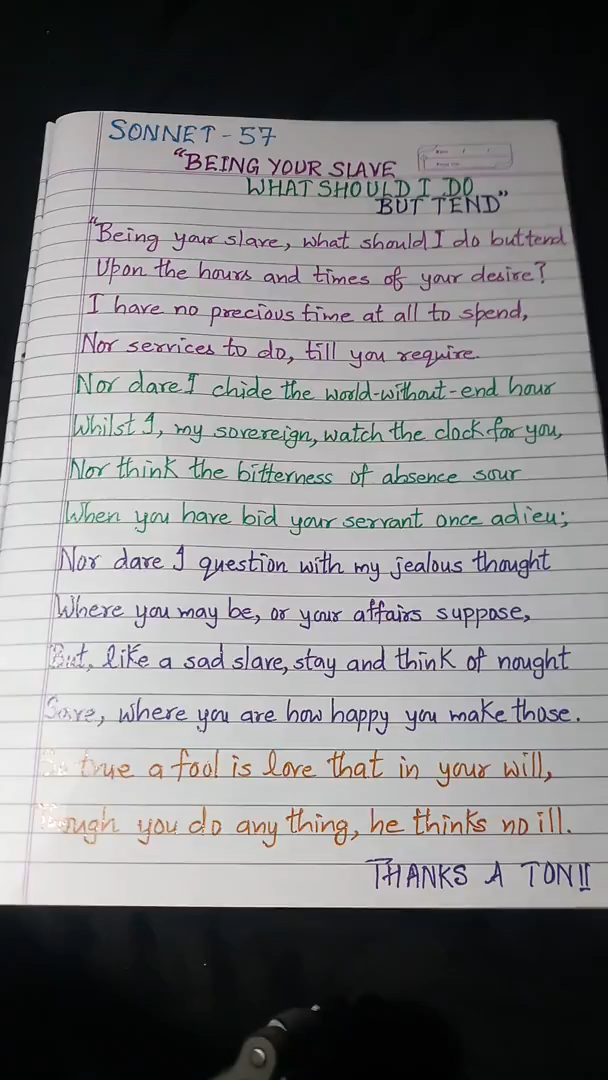 SONNET - 57
"BEING YOUR SLAVE
WHAT SHOULD I DO
BUT TEND"
"Being your slave, what should I do but tend
Upon the hours and times of your desire?
I have no precious time at all to spend,
Nor services to do, till you require.
Nor dare I chide the world-without-end hour
Whilst I, my sovereign, watch the clock for you,
Nor think the bitterness of absence sour
When you have bid your servant once adieu;
Nor dare I question with my jealous thought
Where you may be, or your affairs suppose,
But, like a sad slave, stay and think of nought
Save, where you are how happy you make those.
true a fool is love that in your will,
Though you do any thing, he thinks no ill.
THANKS A TON!!